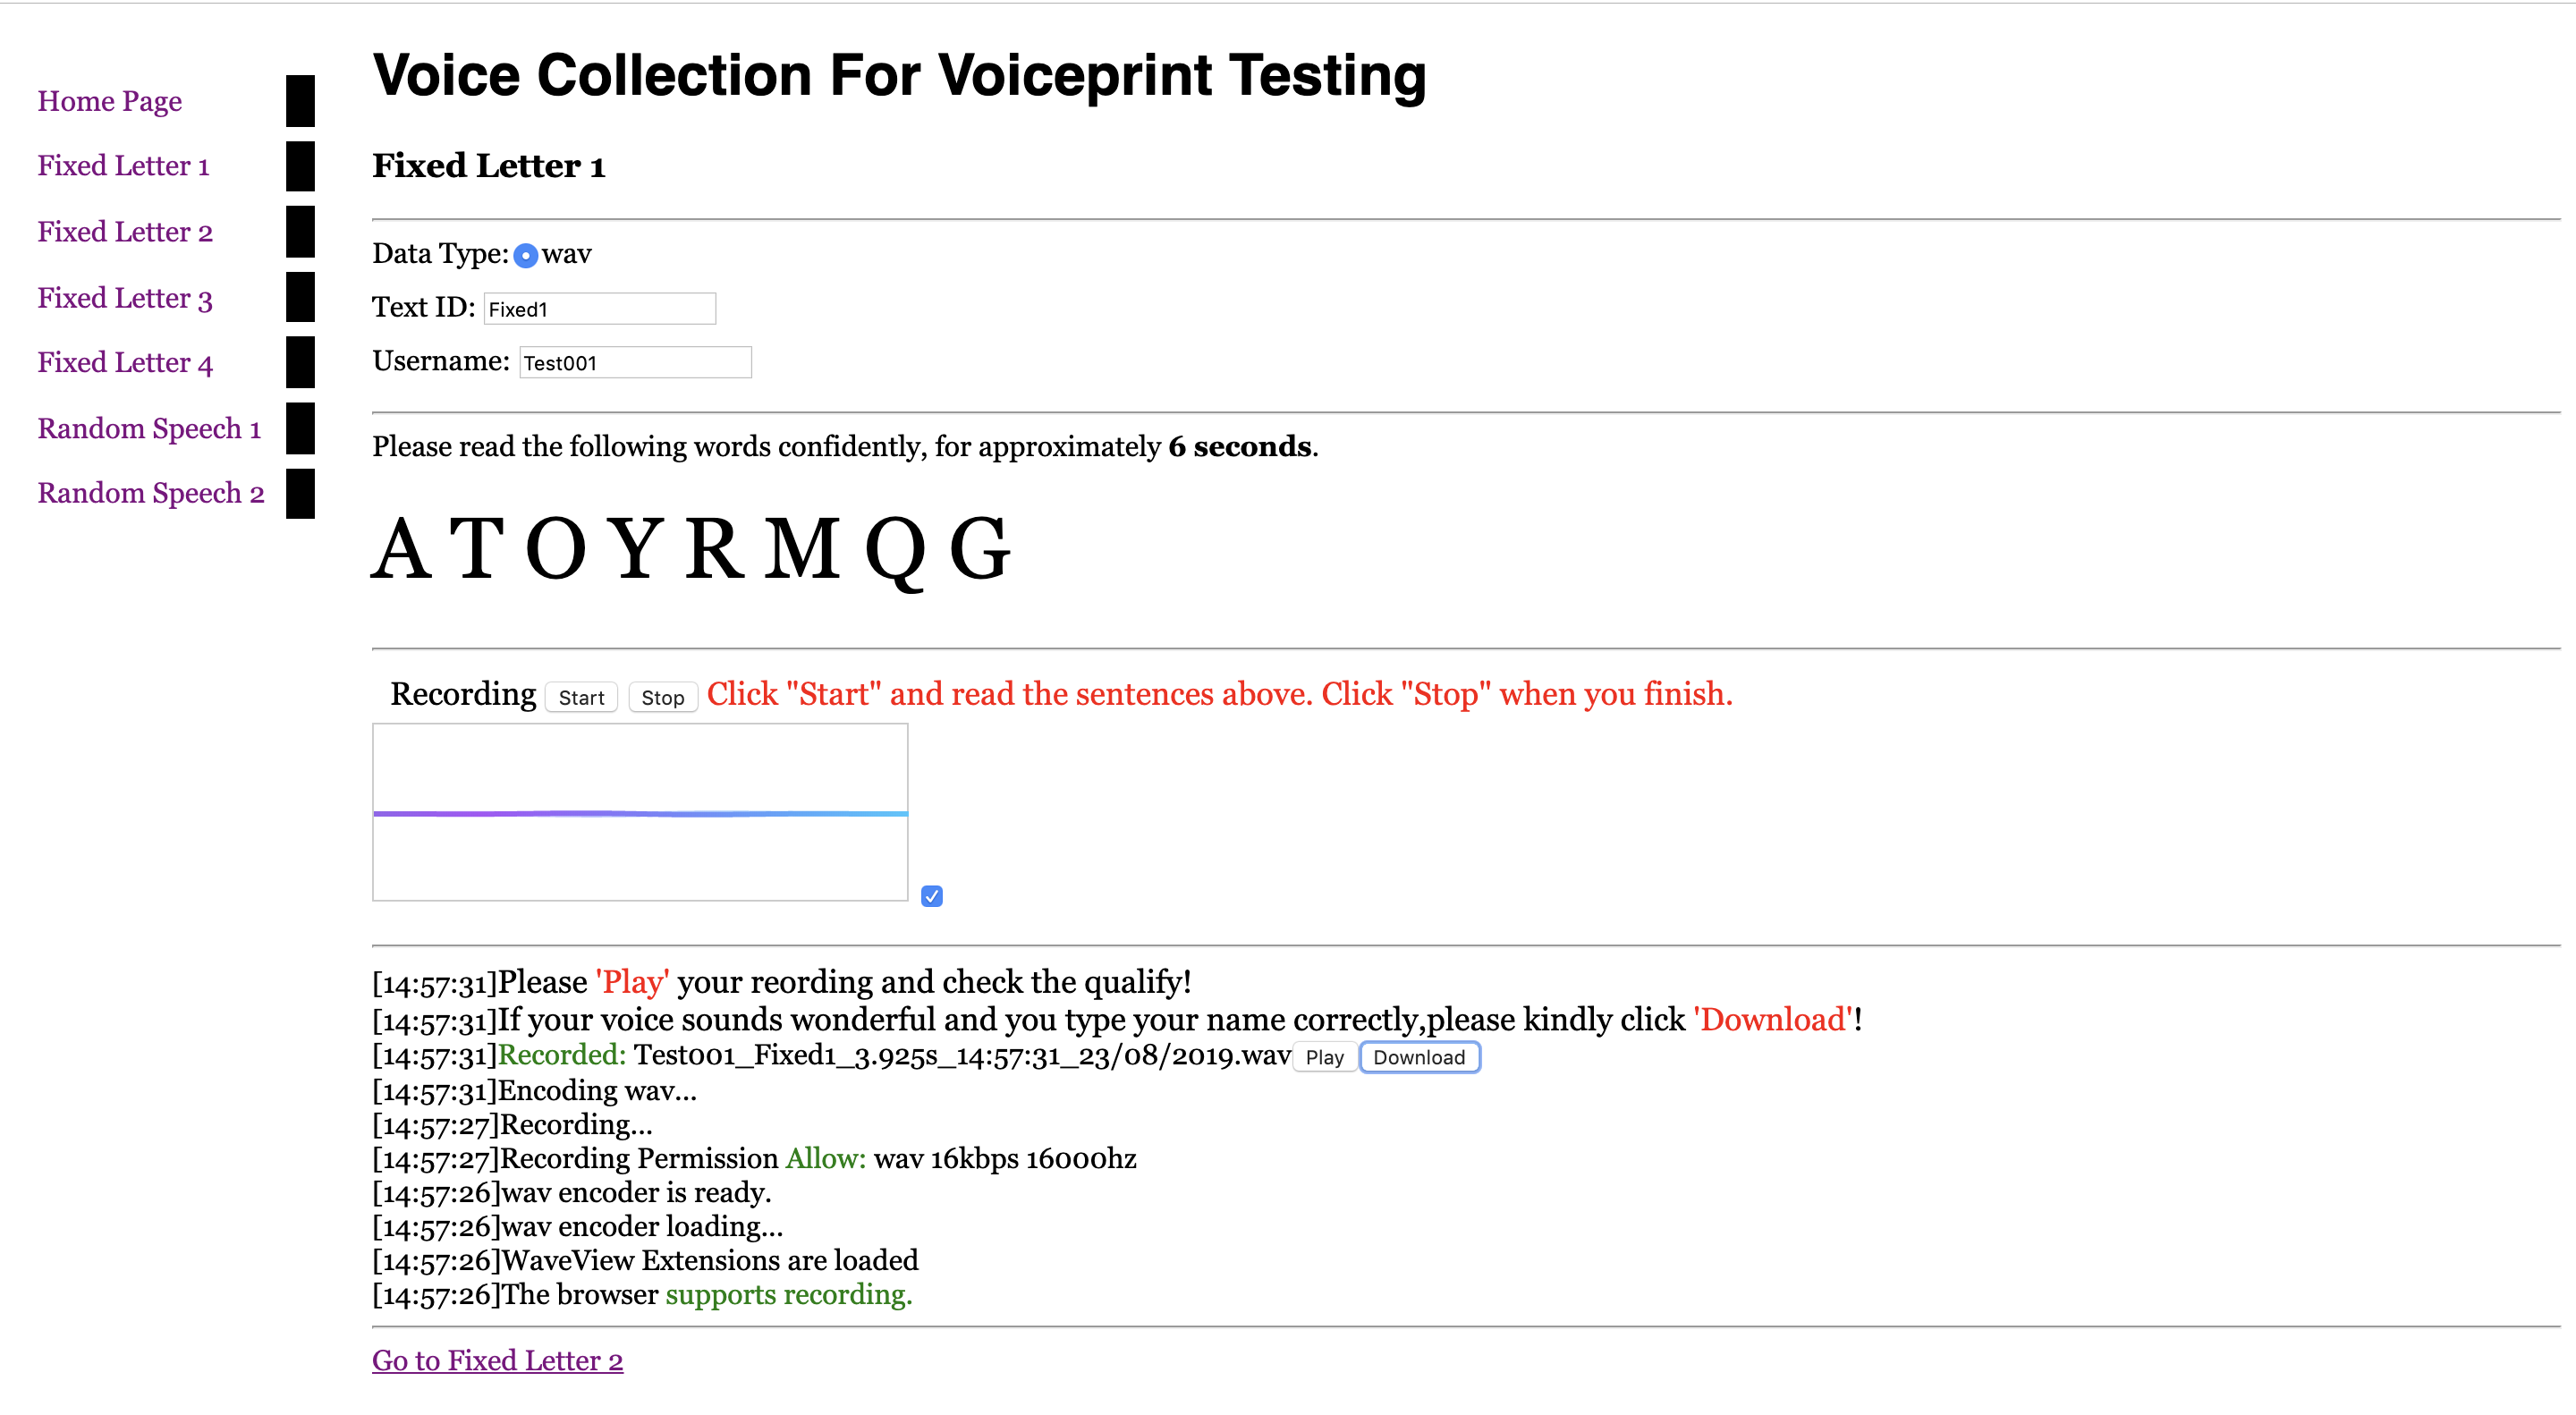 Home Page
Fixed Letter 1
Fixed Letter 2
Fixed Letter 3
Fixed Letter 4
Random Speech 1
Random Speech 2
Voice Collection For Voiceprint Testing
Fixed Letter 1
Data Type: wav
Text ID: Fixed1
Username: Test001
Please read the following words confidently, for approximately 6 seconds.
A T O Y R M Q G
Recording Start Stop Click "Start" and read the sentences above. Click "Stop" when you finish.
[14:57:31]Please 'Play' your reording and check the qualify!
[14:57:31]If your voice sounds wonderful and you type your name correctly,please kindly click 'Download'!
[14:57:31]Recorded: Test001_Fixed1_3.925s_14:57:31_23/08/2019.wav Play Download
[14:57:31]Encoding wav...
[14:57:27]Recording...
[14:57:27]Recording Permission Allow: wav 16kbps 16000hz
[14:57:26]wav encoder is ready.
[14:57:26]wav encoder loading...
[14:57:26]WaveView Extensions are loaded
[14:57:26]The browser supports recording.
Go to Fixed Letter 2